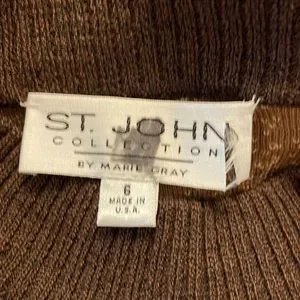 ST. JOHN
COLLECTION
BY MARIE GRAY
6
MADE IN
U.S.A.